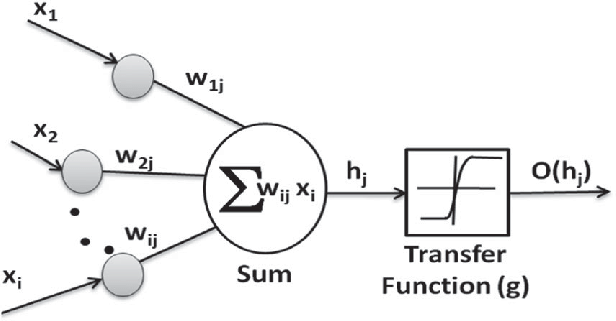 x₁
w₁ⱼ
x₂
w₂ⱼ
∑ wᵢⱼ xᵢ
hⱼ
O(hⱼ)
wᵢⱼ
xᵢ
Sum
Transfer
Function (g)